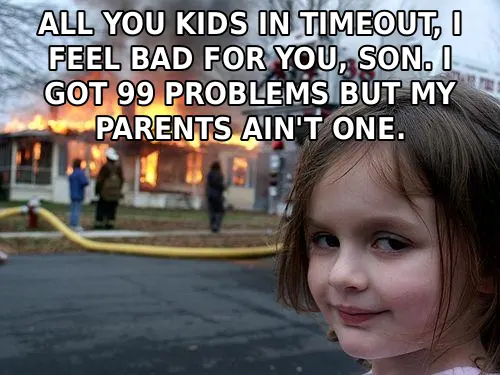 ALL YOU KIDS IN TIMEOUT, I
FEEL BAD FOR YOU, SON. I
GOT 99 PROBLEMS BUT MY
PARENTS AIN'T ONE.